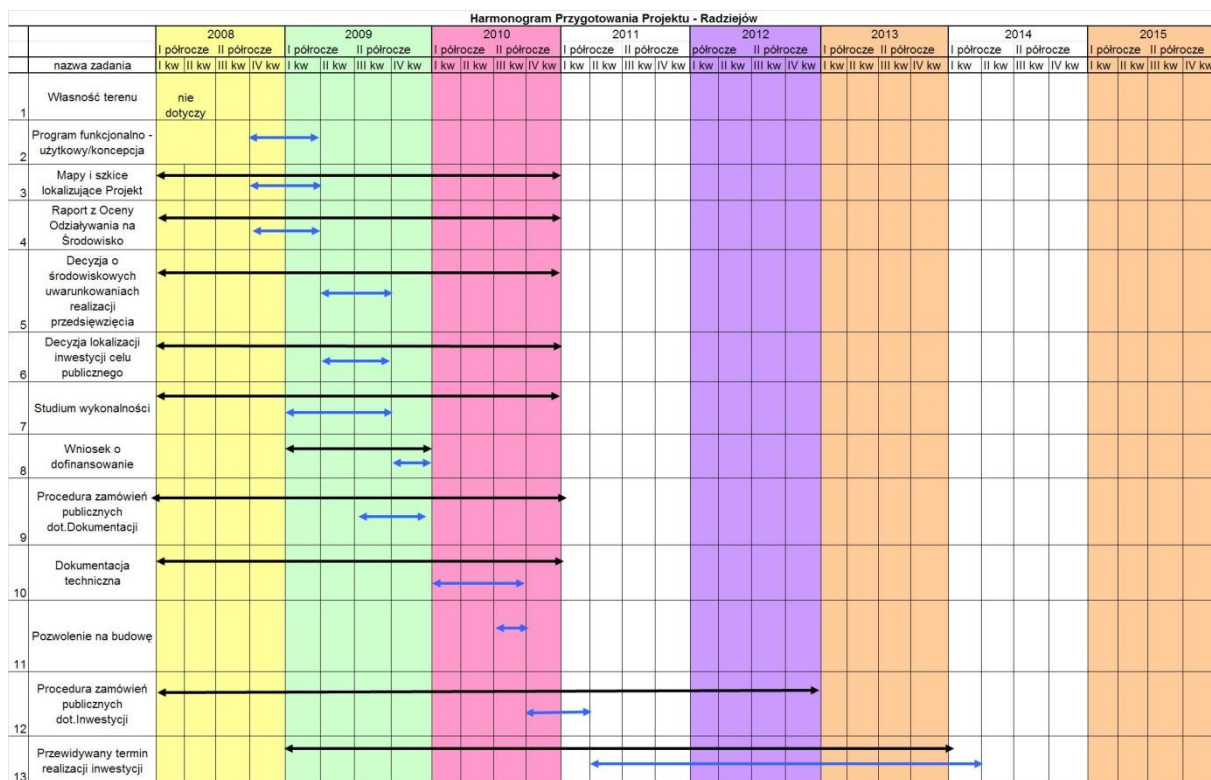 Harmonogram Przygotowania Projektu - Radziejów
2008 2009 2010 2011 2012 2013 2014 2015
I półrocze II półrocze I półrocze II półrocze I półrocze II półrocze I półrocze II półrocze półrocze II półrocze I półrocze II półrocze I półrocze II półrocze I półrocze II półrocze
nazwa zadania I kw II kw III kw IV kw I kw II kw III kw IV kw I kw II kw III kw IV kw I kw II kw III kw IV kw I kw II kw III kw IV kw I kw II kw III kw IV kw I kw II kw III kw IV kw I kw II kw III kw IV kw
Własność terenu
nie
dotyczy
1
Program funkcjonalno -
użytkowy/koncepcja
2
Mapy i szkice
lokalizujące Projekt
3
Raport z Oceny
Odziaływania na
Środowisko
4
Decyzja o
środowiskowych
uwarunkowaniach
realizacji
przedsięwzięcia
5
Decyzja lokalizacji
inwestycji celu
publicznego
6
Studium wykonalności
7
Wniosek o
dofinansowanie
8
Procedura zamówień
publicznych
dot.Dokumentacji
9
Dokumentacja
techniczna
10
Pozwolenie na budowę
11
Procedura zamówień
publicznych
dot.Inwestycji
12
Przewidywany termin
realizacji inwestycji
13